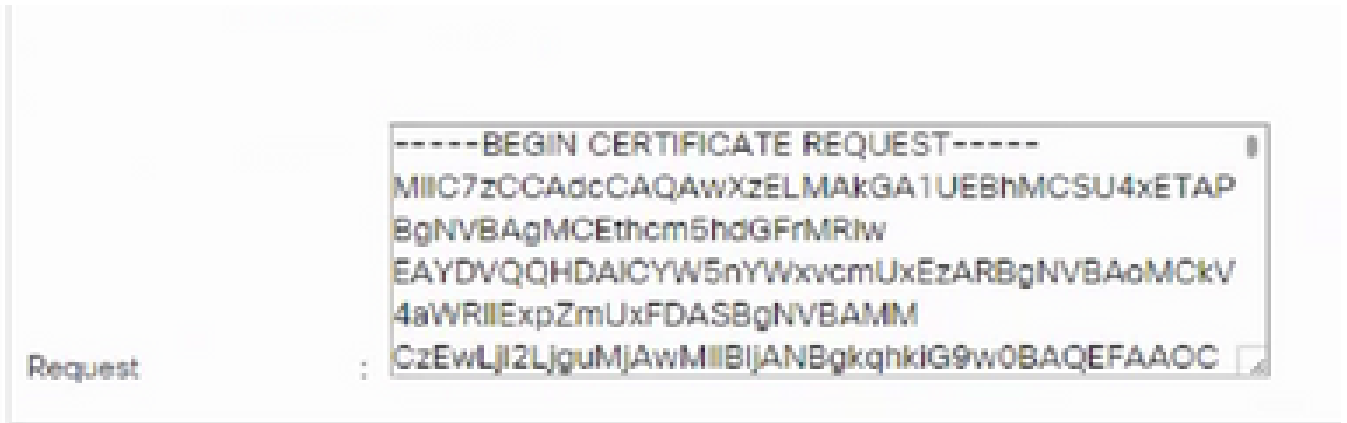 -----BEGIN CERTIFICATE REQUEST-----
MIIC7zCCAdcCAQAwXzELMAkGA1UEBhMCSU4xETAP
BgNVBAgMCEthcm5hdGFrMRIw
EAYDVQQHDAlCYW5nYWxvcmUxEzARBgNVBAoMCkV
4aWRlIExpZmUxFDASBgNVBAMM
CzEwLjI2LjguMjAwMIIBIjANBgkqhkiG9w0BAQEFAAOC
Request :